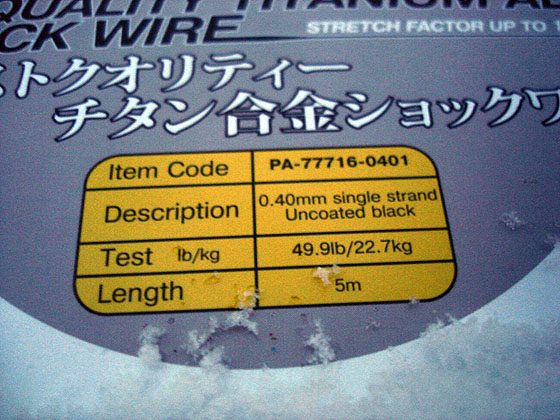 QUALITY TITANIUM
CK WIRE
STRETCH FACTOR UP TO
トクオリティー
チタン合金ショック
Item Code PA-77716-0401
Description 0.40mm single strand
Uncoated black
Test lb/kg 49.9lb/22.7kg
Length 5m